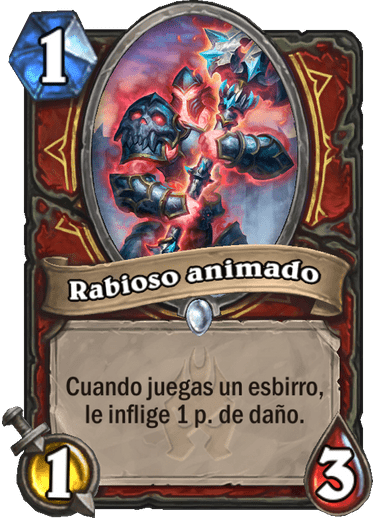 1
Rabioso animado
Cuando juegas un esbirro,
le inflige 1 p. de daño.
1
3